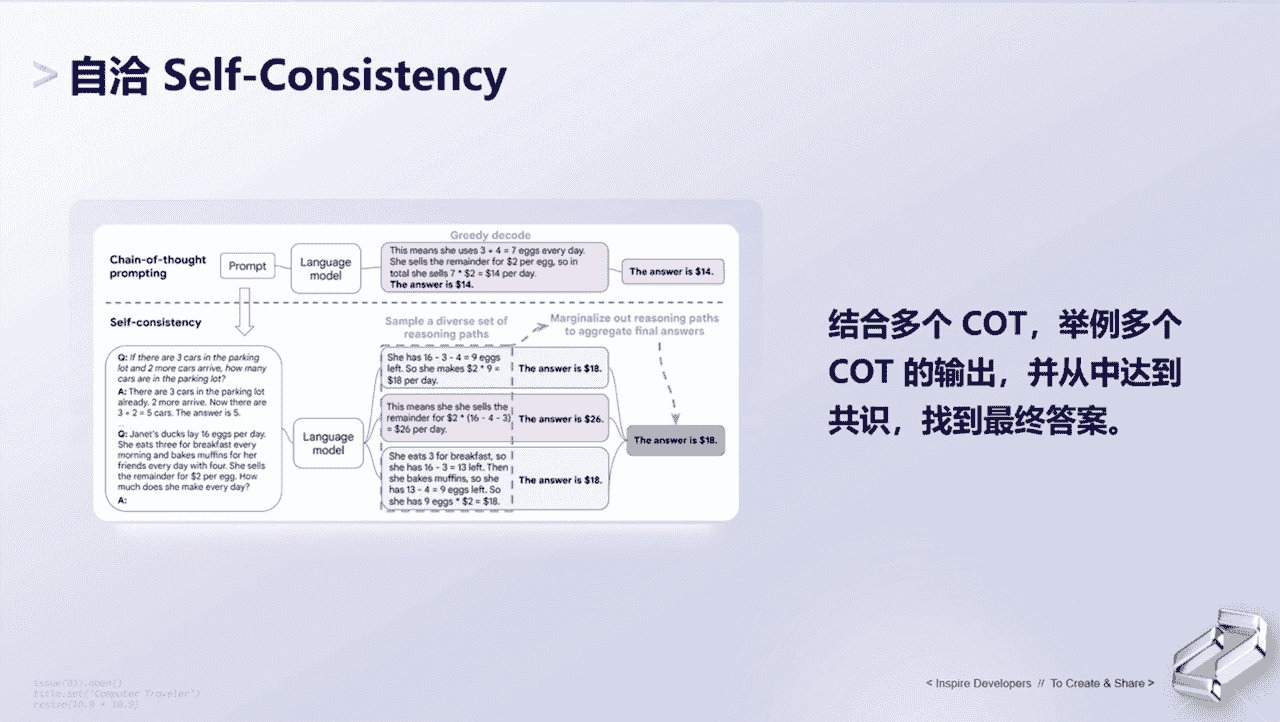 > 自洽 Self-Consistency
Greedy decode
Chain-of-thought
prompting
Prompt
Language
model
This means she uses 3 + 4 = 7 eggs every day.
She sells the remainder for $2 per egg, so in
total she sells 7 * $2 = $14 per day.
The answer is $14.
The answer is $14.
Self-consistency
Sample a diverse set of
reasoning paths
Marginalize out reasoning paths
to aggregate final answers
Q: If there are 3 cars in the parking
lot and 2 more cars arrive, how many
cars are in the parking lot?
A: There are 3 cars in the parking lot
already. 2 more arrive. Now there are
3 + 2 = 5 cars. The answer is 5.
...
Q: Janet's ducks lay 16 eggs per day.
She eats three for breakfast every
morning and bakes muffins for her
friends every day with four. She sells
the remainder for $2 per egg. How
much does she make every day?
A:
Language
model
She has 16 - 3 - 4 = 9 eggs
left. So she makes $2 * 9 =
$18 per day.
The answer is $18.
This means she she sells the
remainder for $2 * (16 - 4 - 3)
= $26 per day.
The answer is $26.
She eats 3 for breakfast, so
she has 16 - 3 = 13 left. Then
she bakes muffins, so she
has 13 - 4 = 9 eggs left. So
she has 9 eggs * $2 = $18.
The answer is $18.
The answer is $18.
结合多个 COT，举例多个
COT 的输出，并从中达到
共识，找到最终答案。
title.set("Computer Traveler")
< Inspire Developers // To Create & Share >